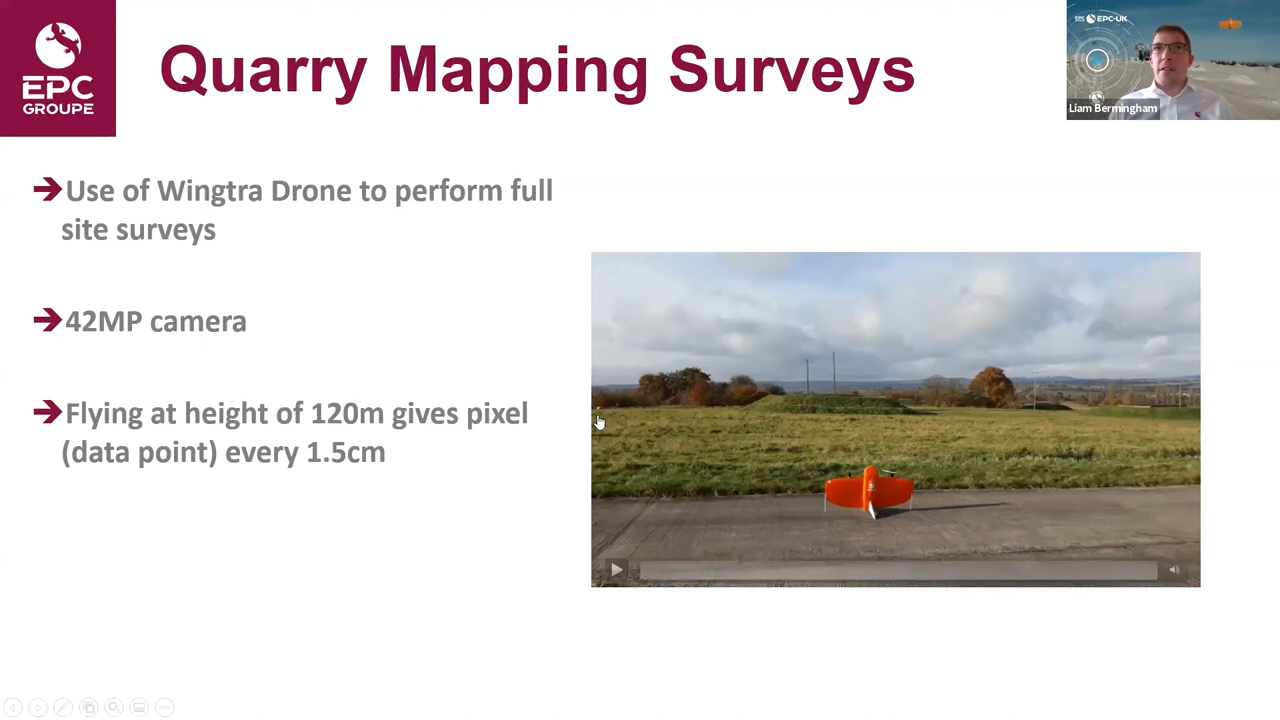 EPC
GROUPE
Quarry Mapping Surveys
EPC-UK
Liam Bermingham
Use of Wingtra Drone to perform full
site surveys
42MP camera
Flying at height of 120m gives pixel
(data point) every 1.5cm